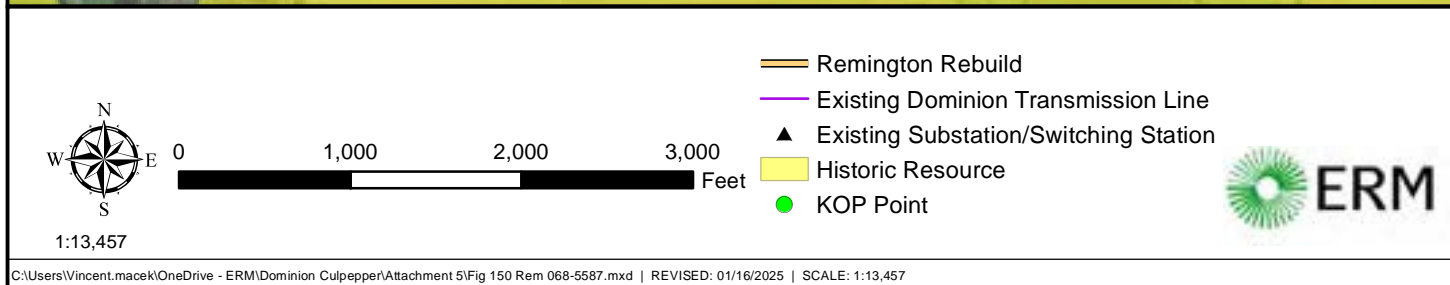 N
W E
S
1:13,457
0 1,000 2,000 3,000
Feet
Remington Rebuild
Existing Dominion Transmission Line
Existing Substation/Switching Station
Historic Resource
KOP Point
ERM
C:\Users\Vincent.macek\OneDrive - ERM\Dominion Culpepper\Attachment 5\Fig 150 Rem 068-5587.mxd | REVISED: 01/16/2025 | SCALE: 1:13,457